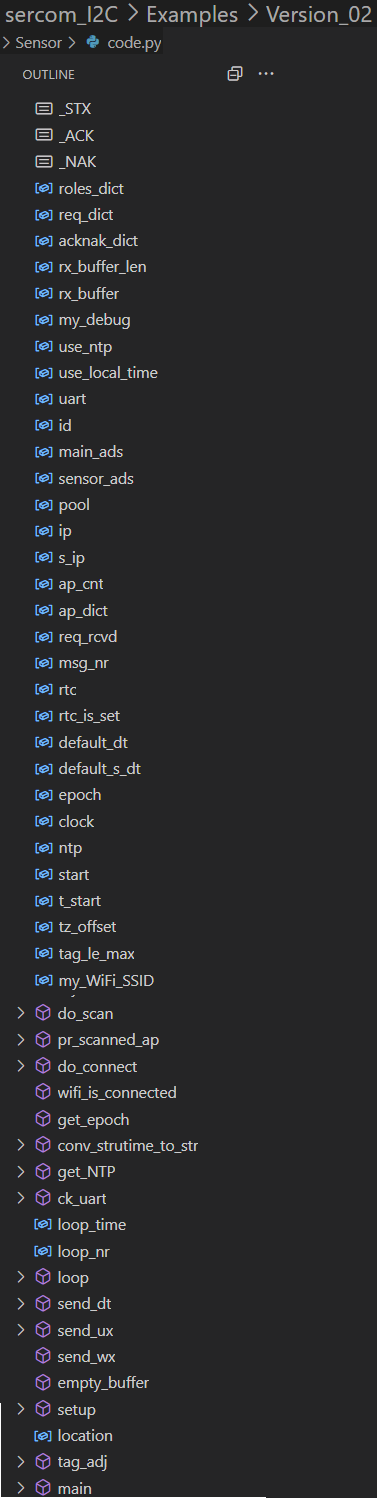 sercom_I2C > Examples > Version_02
> Sensor > code.py
OUTLINE
_STX
_ACK
_NAK
roles_dict
req_dict
acknak_dict
rx_buffer_len
rx_buffer
my_debug
use_ntp
use_local_time
uart
id
main_ads
sensor_ads
pool
ip
s_ip
ap_cnt
ap_dict
req_rcvd
msg_nr
rtc
rtc_is_set
default_dt
default_s_dt
epoch
clock
ntp
start
t_start
tz_offset
tag_le_max
my_WiFi_SSID
do_scan
pr_scanned_ap
do_connect
wifi_is_connected
get_epoch
conv_strutime_to_str
get_NTP
ck_uart
loop_time
loop_nr
loop
send_dt
send_ux
send_wx
empty_buffer
setup
location
tag_adj
main